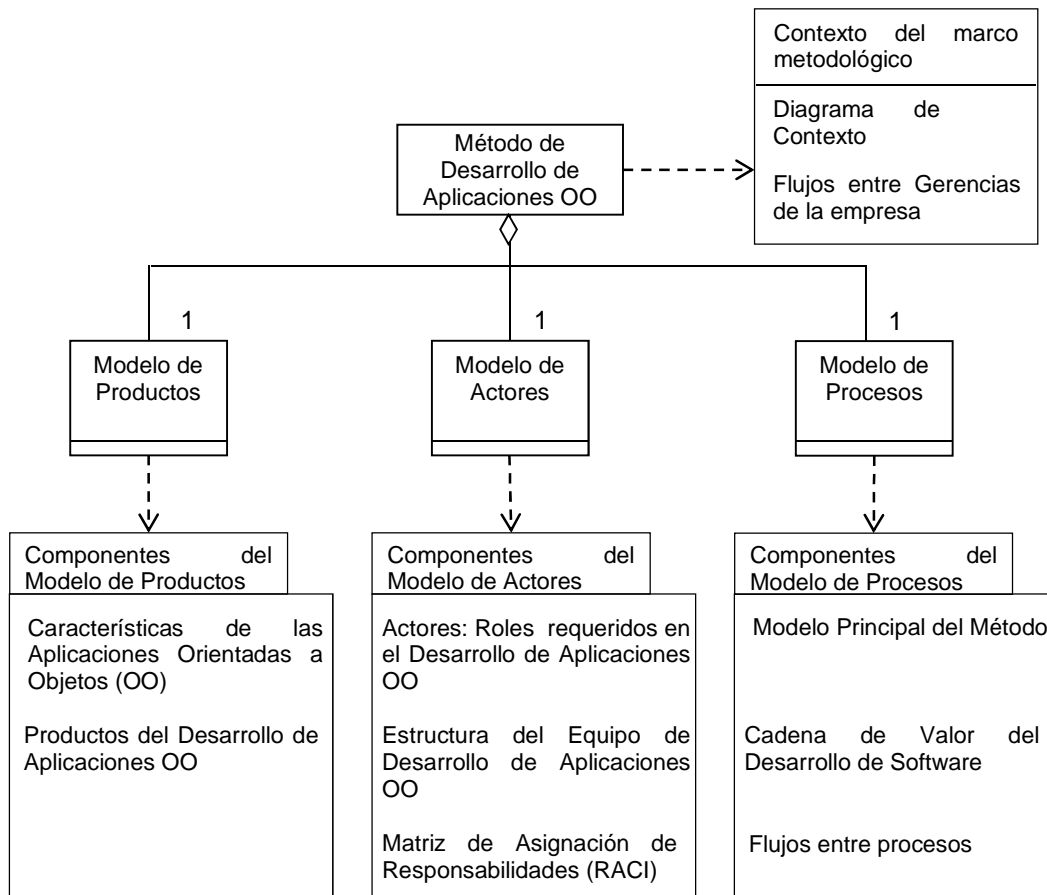 Contexto del marco
metodológico
Diagrama de
Contexto
Flujos entre Gerencias
de la empresa
Método de
Desarrollo de
Aplicaciones OO
1
1
1
Modelo de
Productos
Modelo de
Actores
Modelo de
Procesos
Componentes del
Modelo de Productos
Características de las
Aplicaciones Orientadas a
Objetos (OO)
Productos del Desarrollo de
Aplicaciones OO
Componentes del
Modelo de Actores
Actores: Roles requeridos en
el Desarrollo de Aplicaciones
OO
Estructura del Equipo de
Desarrollo de Aplicaciones
OO
Matriz de Asignación de
Responsabilidades (RACI)
Componentes del
Modelo de Procesos
Modelo Principal del Método
Cadena de Valor del
Desarrollo de Software
Flujos entre procesos